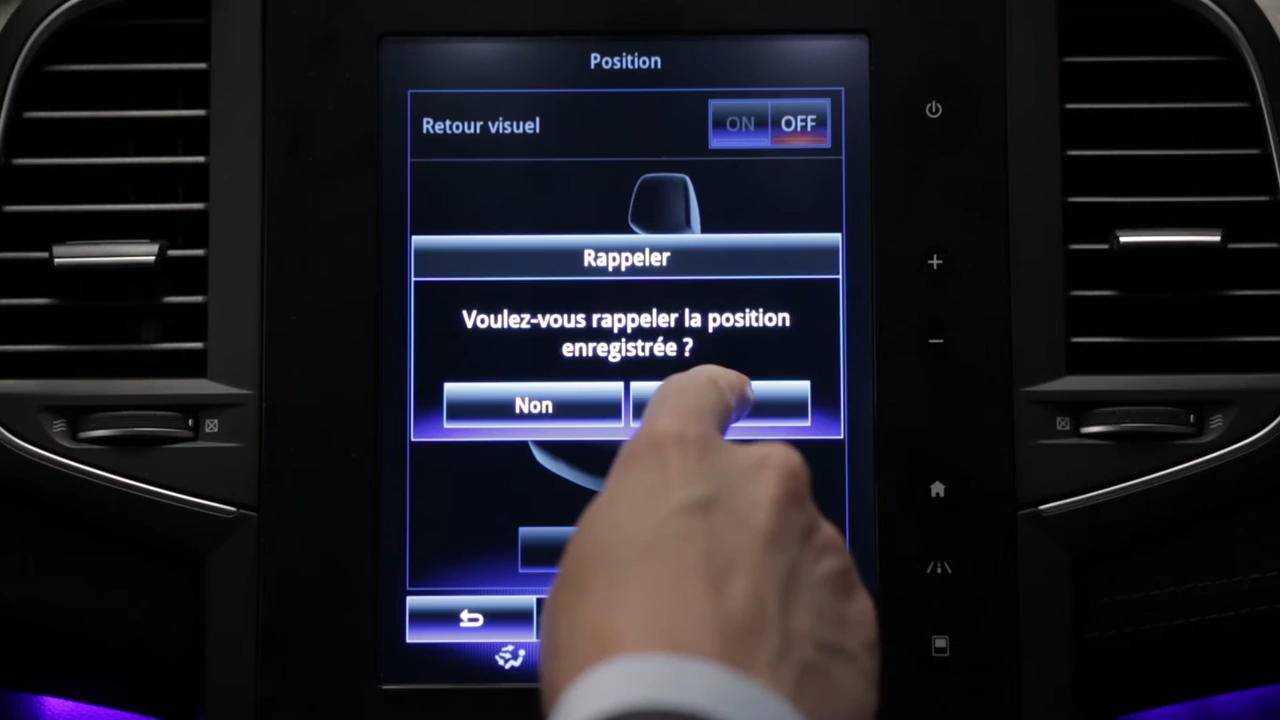 Position
Retour visuel
ON OFF
Rappeler
Voulez-vous rappeler la position
enregistrée ?
Non